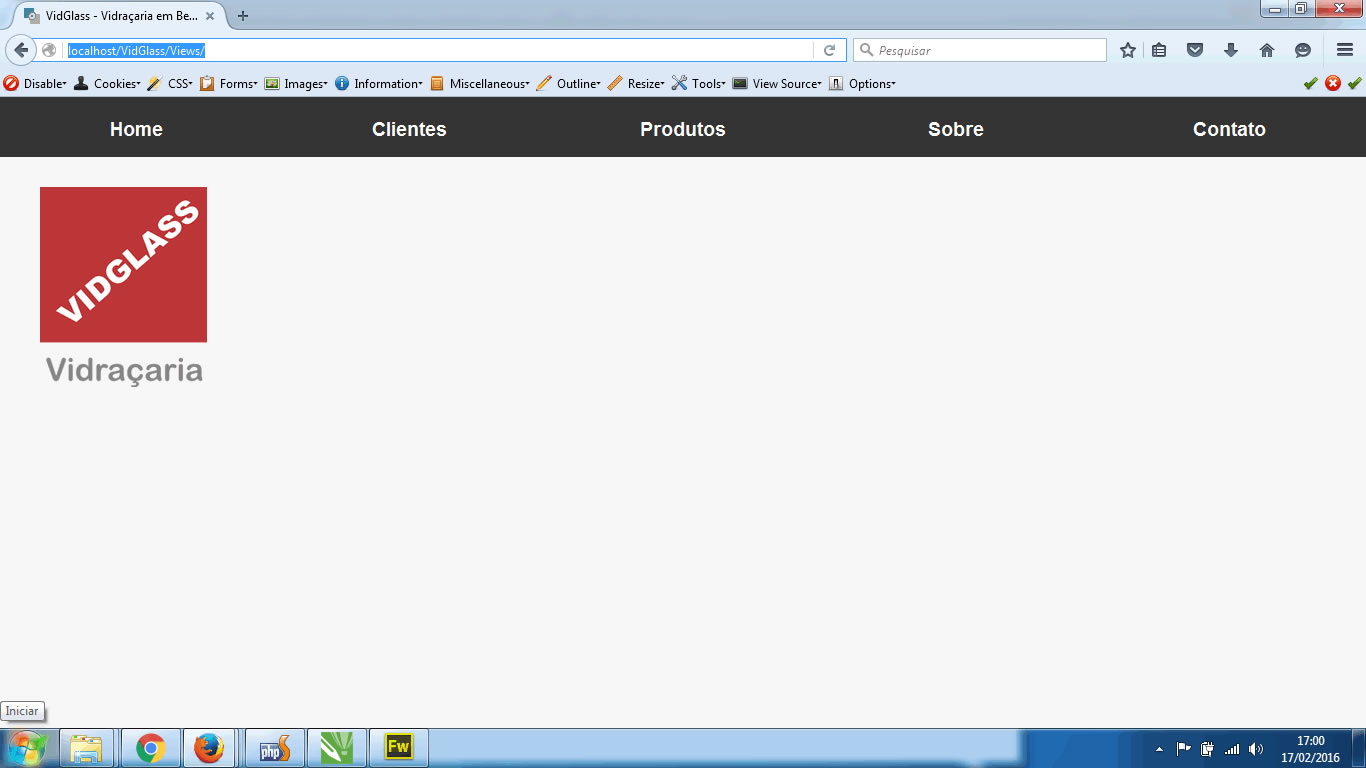 VidGlass - Vidraçaria em Be...
localhost/VidGlass/Views/
Pesquisar
Disable Cookies CSS Forms Images Information Miscellaneous Outline Resize Tools View Source Options
Home Clientes Produtos Sobre Contato
VIDGLASS
Vidraçaria
Iniciar
php
Fw
17:00
17/02/2016